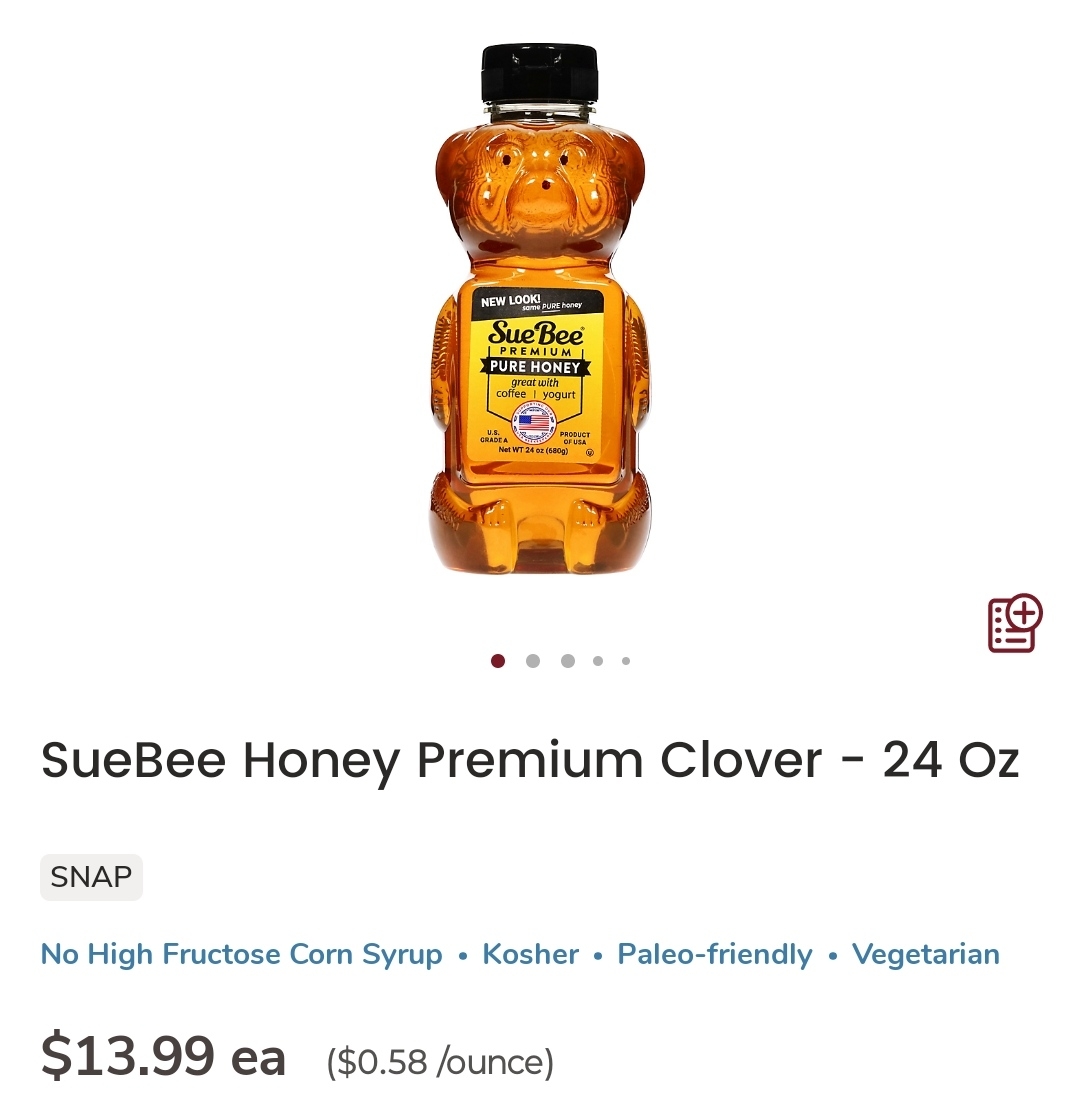 NEW LOOK!
same PURE honey
SueBee®
PREMIUM
PURE HONEY
great with
coffee | yogurt
U.S.
GRADE A
PRODUCT
OF USA
Net WT 24 oz (680g)
SueBee Honey Premium Clover - 24 Oz
SNAP
No High Fructose Corn Syrup • Kosher • Paleo-friendly • Vegetarian
$13.99 ea ($0.58 /ounce)